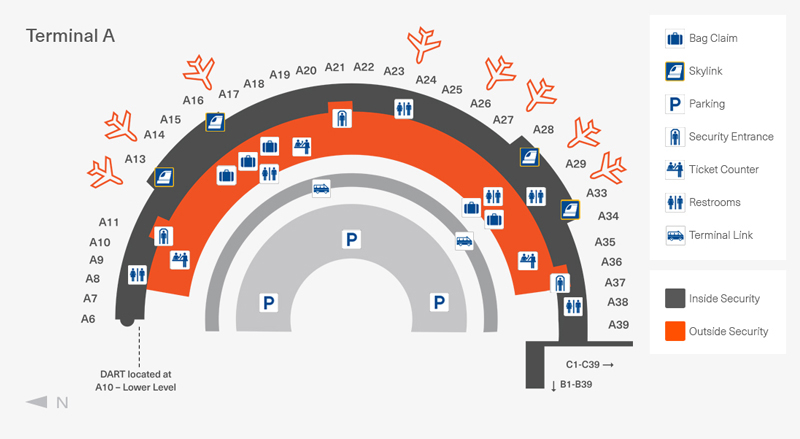 Terminal A
A6
A7
A8
A9
A10
A11
A13
A14
A15
A16
A17
A18
A19
A20
A21
A22
A23
A24
A25
A26
A27
A28
A29
A33
A34
A35
A36
A37
A38
A39
P
P
P
DART located at
A10 – Lower Level
C1-C39 →
↓ B1-B39
N
Bag Claim
Skylink
P Parking
Security Entrance
Ticket Counter
Restrooms
Terminal Link
Inside Security
Outside Security